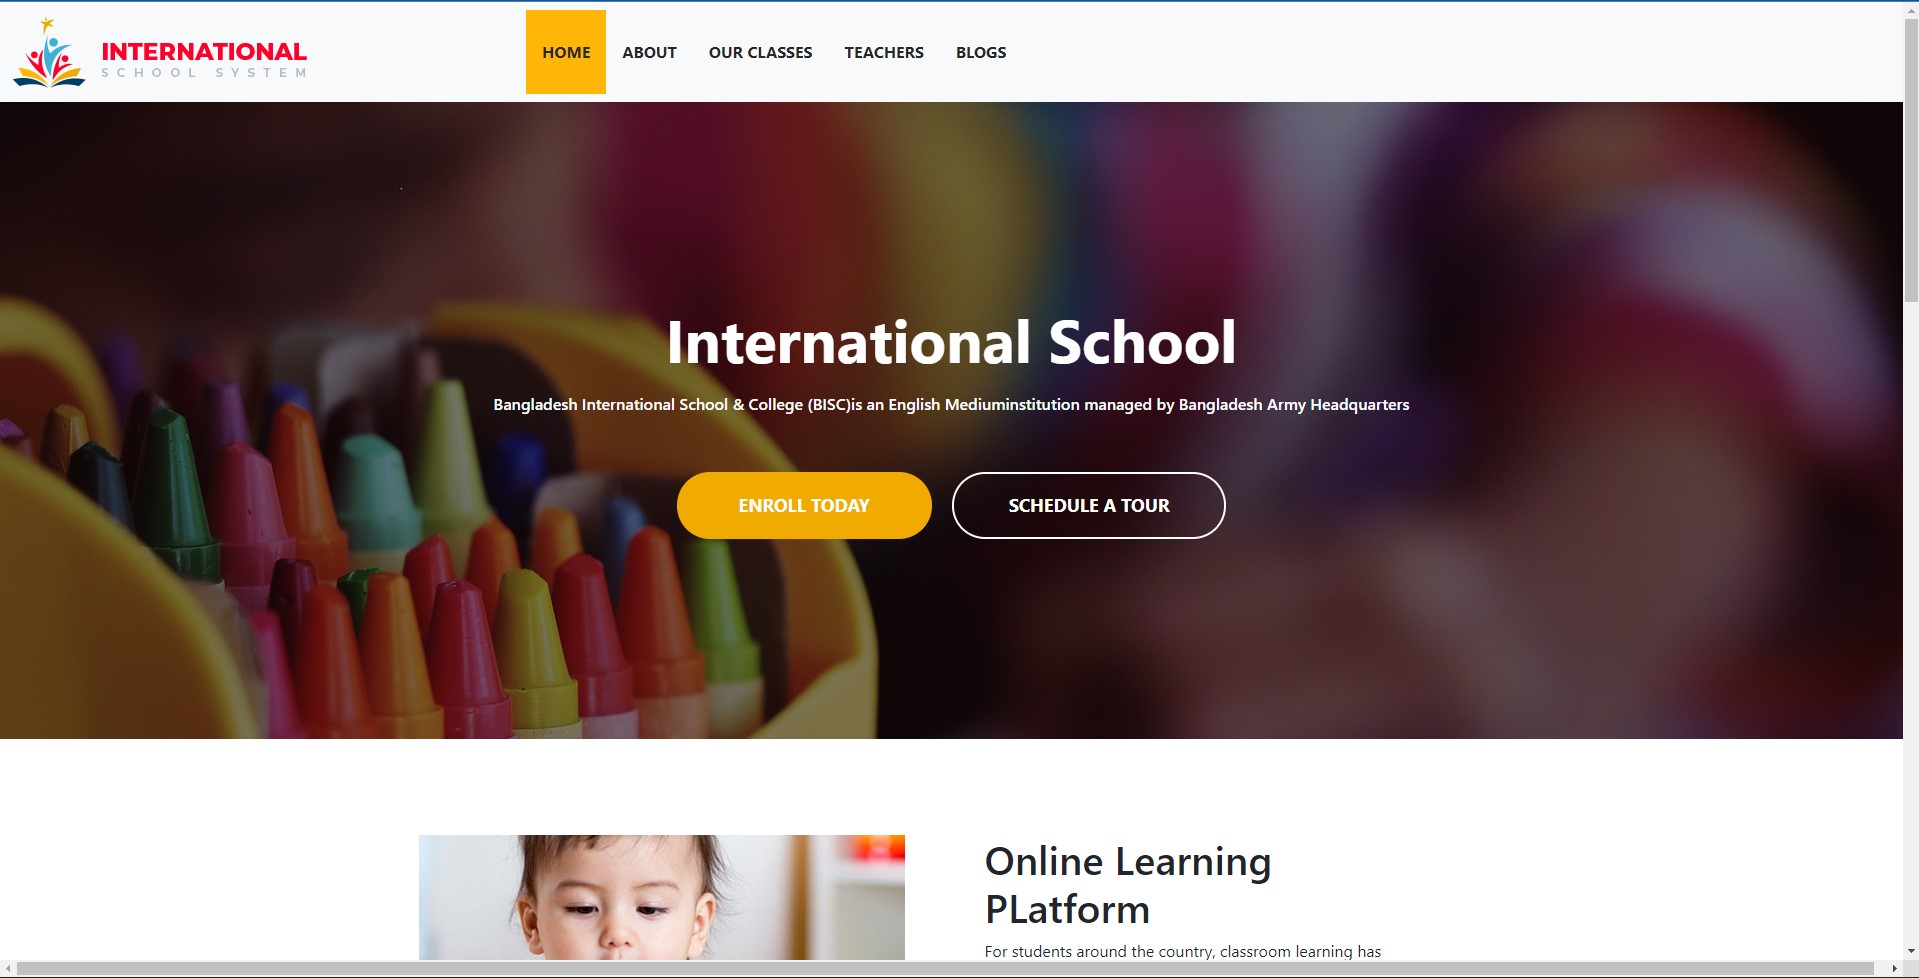 INTERNATIONAL
SCHOOL SYSTEM
HOME ABOUT OUR CLASSES TEACHERS BLOGS
International School
Bangladesh International School & College (BISC)is an English Mediuminstitution managed by Bangladesh Army Headquarters
ENROLL TODAY SCHEDULE A TOUR
Online Learning
PLatform
For students around the country, classroom learning has